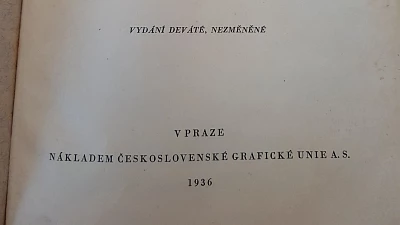 VYDÁNÍ DEVÁTÉ, NEZMĚNĚNÉ
V PRAZE
NÁKLADEM ČESKOSLOVENSKÉ GRAFICKÉ UNIE A. S.
1936